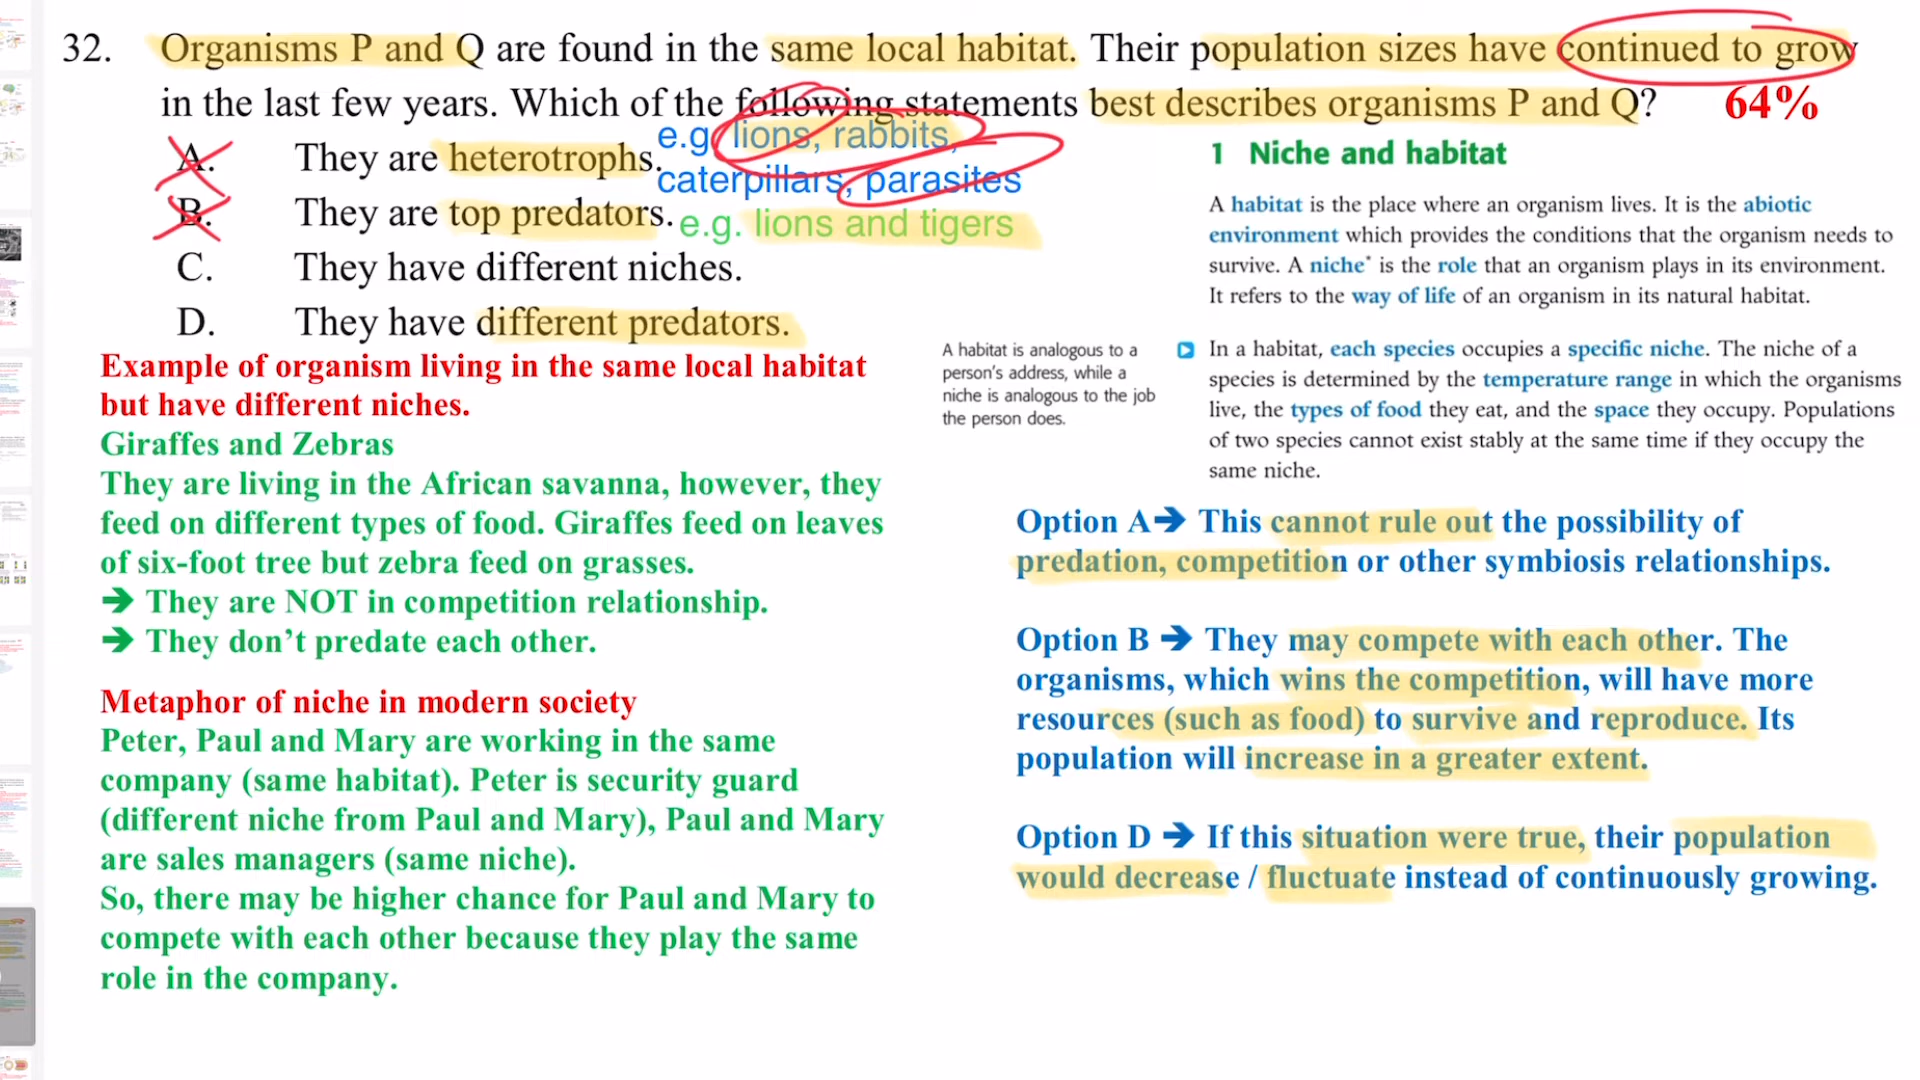 32. Organisms P and Q are found in the same local habitat. Their population sizes have continued to grow
in the last few years. Which of the following statements best describes organisms P and Q? 64%
A. They are heterotrophs.
e.g. lions, rabbits,
caterpillars, parasites
B. They are top predators. e.g. lions and tigers
C. They have different niches.
D. They have different predators.
Example of organism living in the same local habitat
but have different niches.
Giraffes and Zebras
They are living in the African savanna, however, they
feed on different types of food. Giraffes feed on leaves
of six-foot tree but zebra feed on grasses.
➔ They are NOT in competition relationship.
➔ They don’t predate each other.
Metaphor of niche in modern society
Peter, Paul and Mary are working in the same
company (same habitat). Peter is security guard
(different niche from Paul and Mary), Paul and Mary
are sales managers (same niche).
So, there may be higher chance for Paul and Mary to
compete with each other because they play the same
role in the company.
1 Niche and habitat
A habitat is the place where an organism lives. It is the abiotic
environment which provides the conditions that the organism needs to
survive. A niche* is the role that an organism plays in its environment.
It refers to the way of life of an organism in its natural habitat.
A habitat is analogous to a
person’s address, while a
niche is analogous to the job
the person does.
In a habitat, each species occupies a specific niche. The niche of a
species is determined by the temperature range in which the organisms
live, the types of food they eat, and the space they occupy. Populations
of two species cannot exist stably at the same time if they occupy the
same niche.
Option A➔ This cannot rule out the possibility of
predation, competition or other symbiosis relationships.
Option B ➔ They may compete with each other. The
organisms, which wins the competition, will have more
resources (such as food) to survive and reproduce. Its
population will increase in a greater extent.
Option D ➔ If this situation were true, their population
would decrease / fluctuate instead of continuously growing.